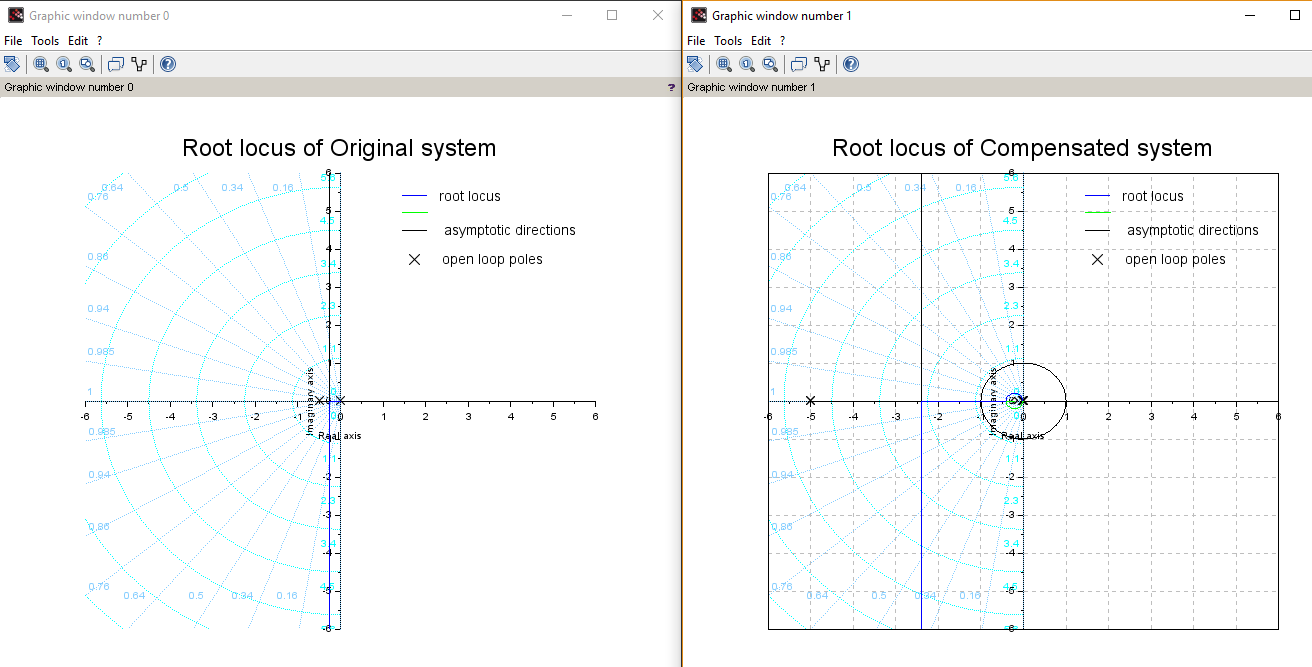 Graphic window number 0
File Tools Edit ?
Graphic window number 0 ?
Root locus of Original system
0.64 0.5 0.34 0.16 6
5.6
0.76
root locus
5
4.5
asymptotic directions
4
0.86
3.4
open loop poles
3
0.94
2.3
2
0.985
1.1
1
1
0
-6 -5 -4 -3 -2 -1 0 1 2 3 4 5 6
Imaginary axis
Real axis
0.985
-1
1.1
0.94
-2
2.3
-3
0.86
3.4
-4
0.76
4.5
-5
0.64 0.5 0.34 0.16
-6
Graphic window number 1
File Tools Edit ?
Graphic window number 1
Root locus of Compensated system
0.64 0.5 0.34 0.16 6
5.6
0.76
root locus
5
4.5
asymptotic directions
4
0.86
3.4
open loop poles
3
0.94
2.3
2
0.985
1.1
1
1
0
-6 -5 -4 -3 -2 -1 0 1 2 3 4 5 6
Imaginary axis
Real axis
0.985
-1
1.1
0.94
-2
2.3
-3
0.86
3.4
-4
0.76
4.5
-5
0.64 0.5 0.34 0.16
-6